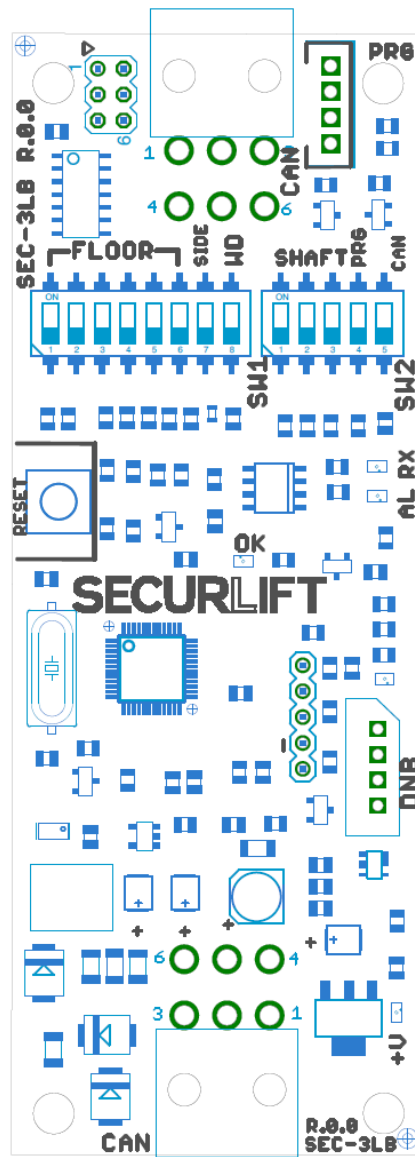 PRG
1
6
SEC-3LB R.0.0
CAN
1
4 6
FLOOR SIDE WD
SHAFT PRG CAN
ON
1 2 3 4 5 6 7 8
SW1
ON
1 2 3 4 5
SW2
RESET
AL RX
OK
SECURLIFT
DNR
+
+
+
+
6 4
3 1
+V
CAN
R.0.0
SEC-3LB